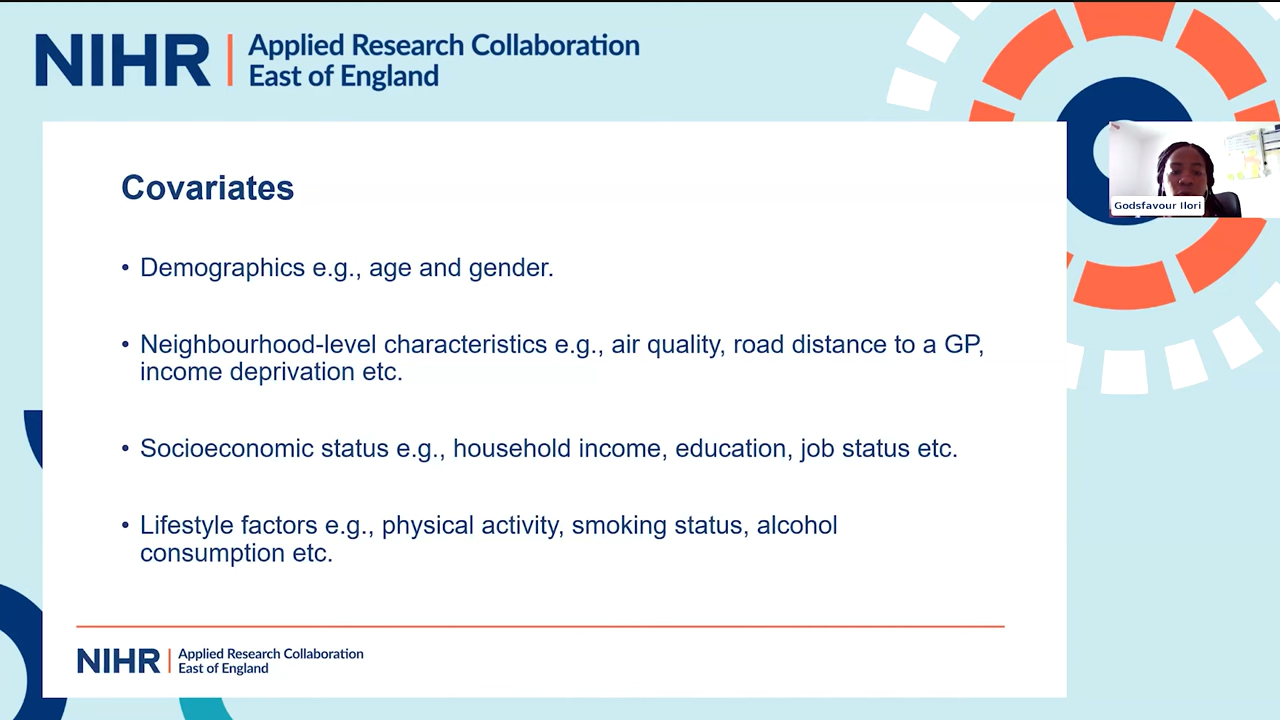 NIHR | Applied Research Collaboration
East of England
Covariates
• Demographics e.g., age and gender.
• Neighbourhood-level characteristics e.g., air quality, road distance to a GP,
income deprivation etc.
• Socioeconomic status e.g., household income, education, job status etc.
• Lifestyle factors e.g., physical activity, smoking status, alcohol
consumption etc.
NIHR | Applied Research Collaboration
East of England
Godsfavour Ilori